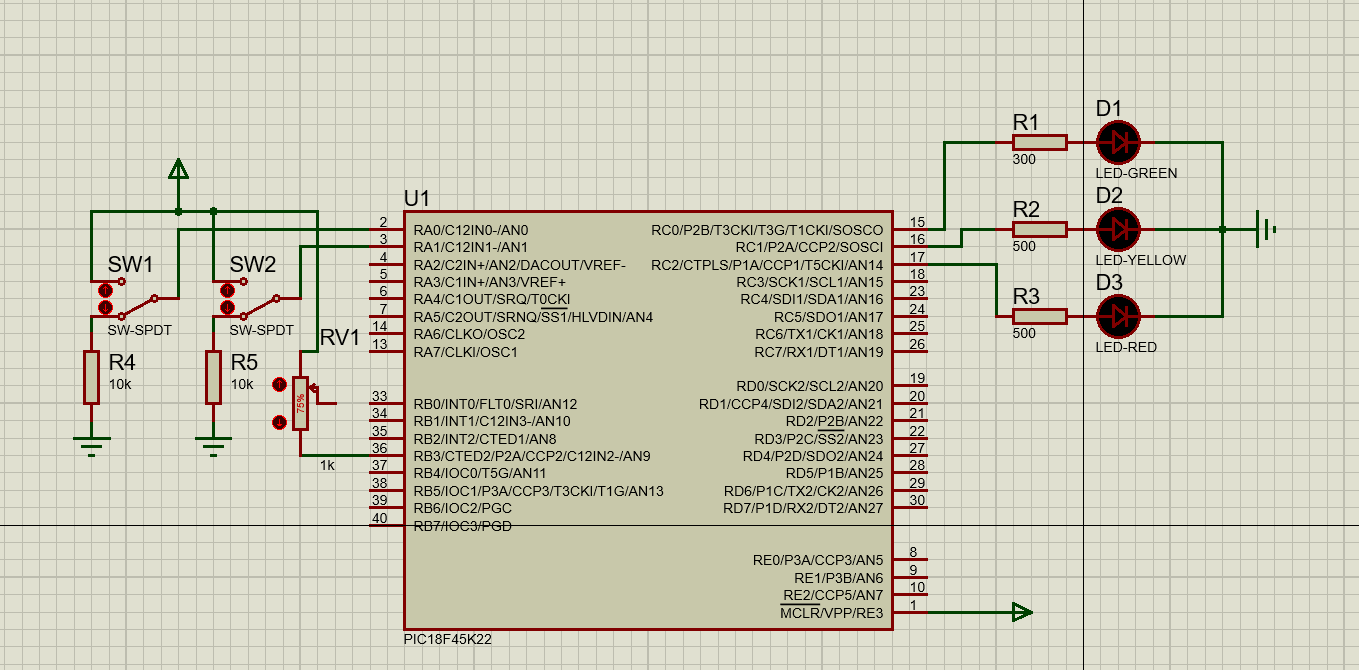 D1
R1
300
LED-GREEN
D2
R2
500
LED-YELLOW
D3
R3
500
LED-RED
SW1
SW-SPDT
SW2
SW-SPDT
R4
10k
R5
10k
RV1
75%
1k
U1
2 RA0/C12IN0-/AN0
3 RA1/C12IN1-/AN1
4 RA2/C2IN+/AN2/DACOUT/VREF-
5 RA3/C1IN+/AN3/VREF+
6 RA4/C1OUT/SRQ/T0CKI
7 RA5/C2OUT/SRNQ/SS1/HLVDIN/AN4
14 RA6/CLKO/OSC2
13 RA7/CLKI/OSC1
33 RB0/INT0/FLT0/SRI/AN12
34 RB1/INT1/C12IN3-/AN10
35 RB2/INT2/CTED1/AN8
36 RB3/CTED2/P2A/CCP2/C12IN2-/AN9
37 RB4/IOC0/T5G/AN11
38 RB5/IOC1/P3A/CCP3/T3CKI/T1G/AN13
39 RB6/IOC2/PGC
40 RB7/IOC3/PGD
RC0/P2B/T3CKI/T3G/T1CKI/SOSCO 15
RC1/P2A/CCP2/SOSCI 16
RC2/CTPLS/P1A/CCP1/T5CKI/AN14 17
RC3/SCK1/SCL1/AN15 18
RC4/SDI1/SDA1/AN16 23
RC5/SDO1/AN17 24
RC6/TX1/CK1/AN18 25
RC7/RX1/DT1/AN19 26
RD0/SCK2/SCL2/AN20 19
RD1/CCP4/SDI2/SDA2/AN21 20
RD2/P2B/AN22 21
RD3/P2C/SS2/AN23 22
RD4/P2D/SDO2/AN24 27
RD5/P1B/AN25 28
RD6/P1C/TX2/CK2/AN26 29
RD7/P1D/RX2/DT2/AN27 30
RE0/P3A/CCP3/AN5 8
RE1/P3B/AN6 9
RE2/CCP5/AN7 10
MCLR/VPP/RE3 1
PIC18F45K22